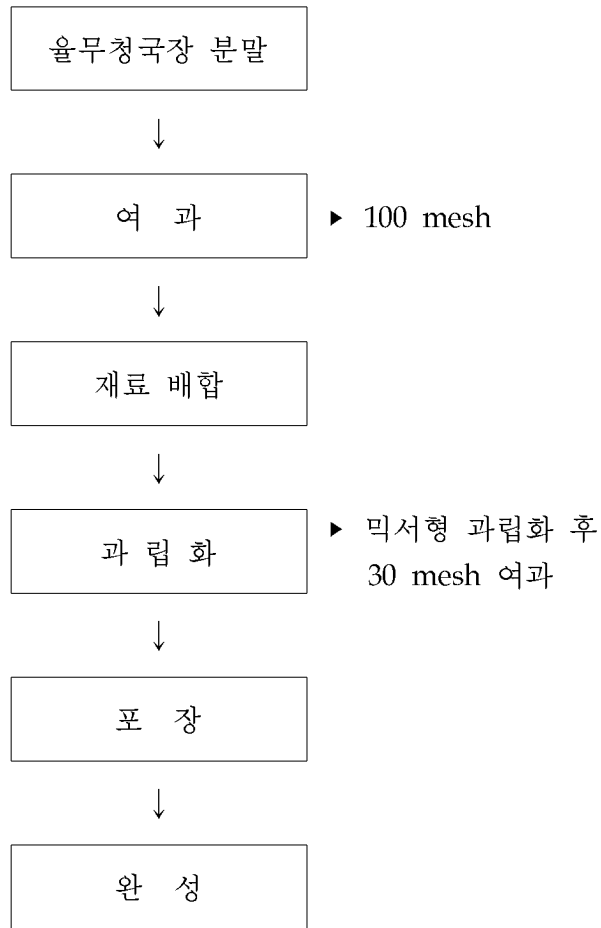 율무청국장 분말
↓
여 과 ▶ 100 mesh
↓
재료 배합
↓
과 립 화 ▶ 믹서형 과립화 후
30 mesh 여과
↓
포 장
↓
완 성